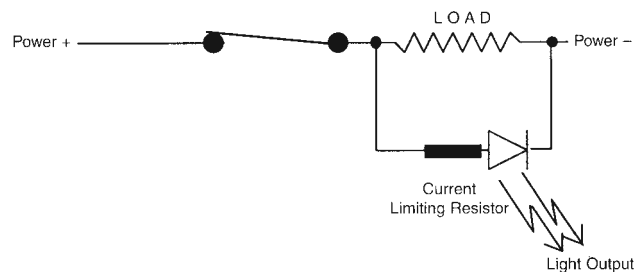 LOAD
Power +
Power –
Current
Limiting Resistor
Light Output